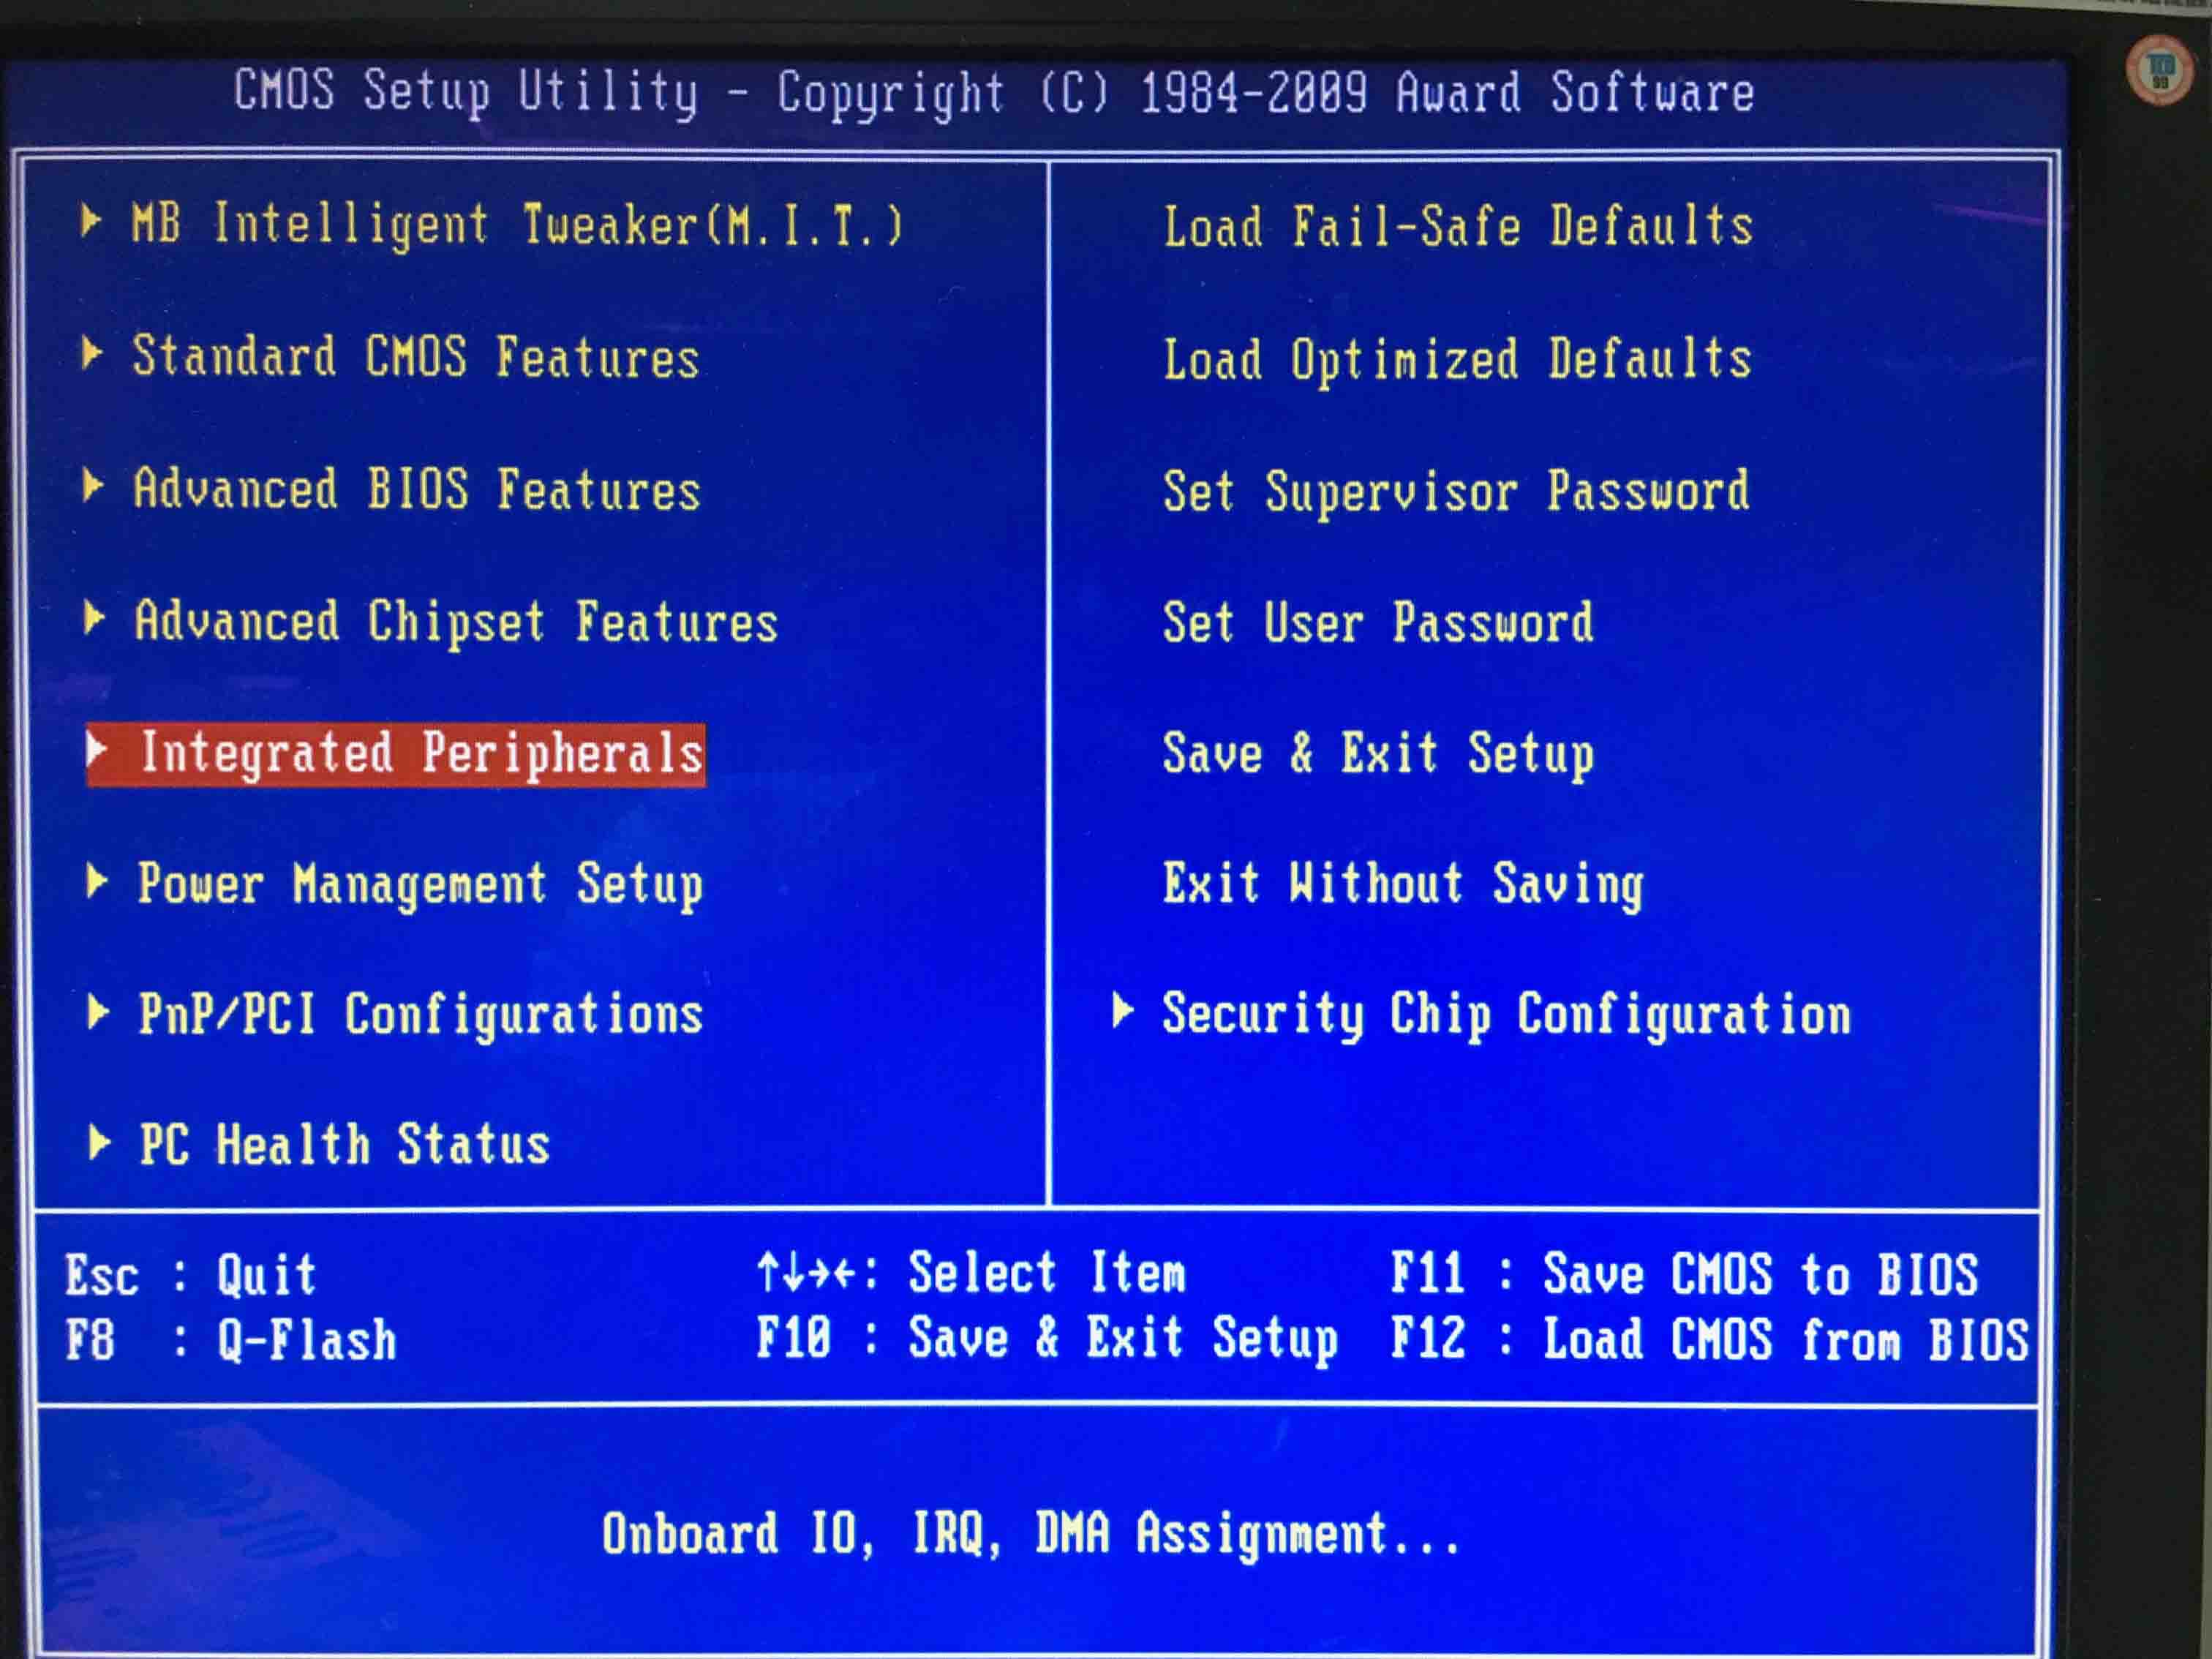 CMOS Setup Utility - Copyright (C) 1984-2009 Award Software
▶ MB Intelligent Tweaker(M.I.T.)
▶ Standard CMOS Features
▶ Advanced BIOS Features
▶ Advanced Chipset Features
▶ Integrated Peripherals
▶ Power Management Setup
▶ PnP/PCI Configurations
▶ PC Health Status
Load Fail-Safe Defaults
Load Optimized Defaults
Set Supervisor Password
Set User Password
Save & Exit Setup
Exit Without Saving
▶ Security Chip Configuration
Esc : Quit ↑↓→←: Select Item F11 : Save CMOS to BIOS
F8 : Q-Flash F10 : Save & Exit Setup F12 : Load CMOS from BIOS
Onboard IO, IRQ, DMA Assignment...
TCO
99